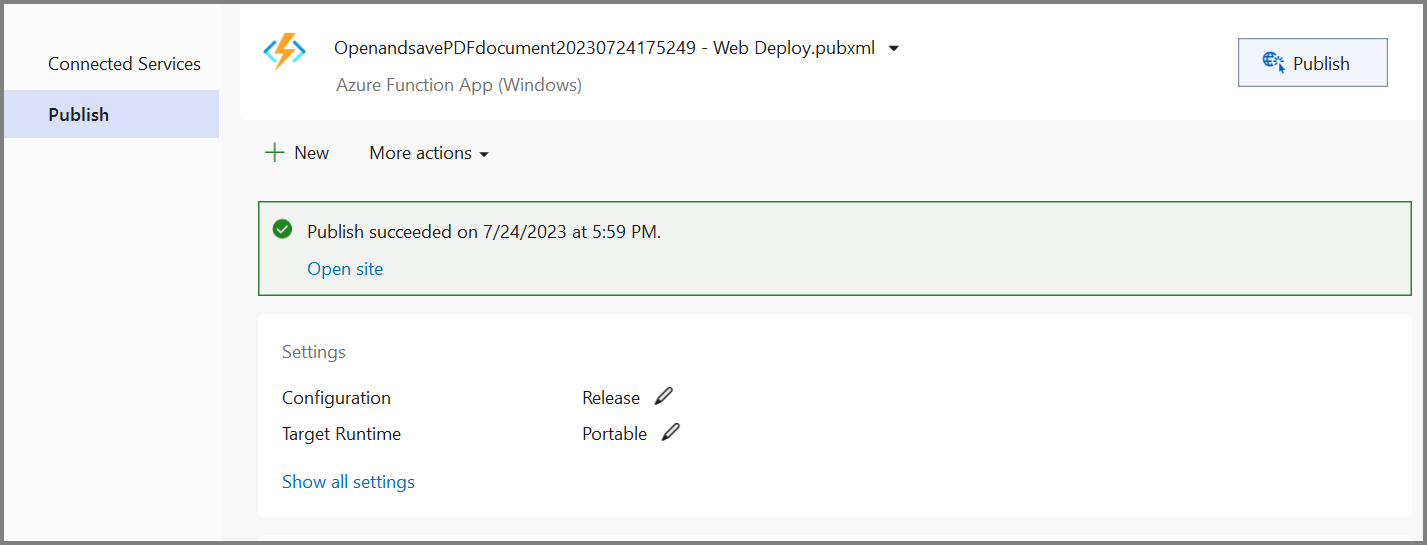 Connected Services
Publish
OpenandsavePDFdocument20230724175249 - Web Deploy.pubxml
Azure Function App (Windows)
Publish
New
More actions
Publish succeeded on 7/24/2023 at 5:59 PM.
Open site
Settings
Configuration Release
Target Runtime Portable
Show all settings